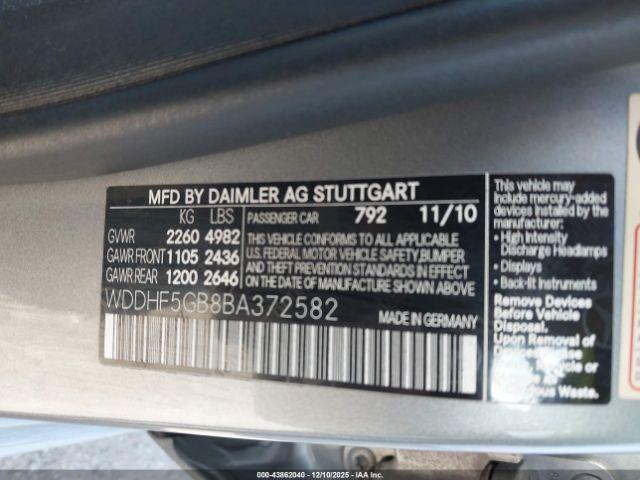 MFD BY DAIMLER AG STUTTGART
KG LBS
GVWR 2260 4982
GAWR FRONT 1105 2436
GAWR REAR 1200 2646
PASSENGER CAR 792 11/10
THIS VEHICLE CONFORMS TO ALL APPLICABLE
U.S. FEDERAL MOTOR VEHICLE SAFETY, BUMPER
AND THEFT PREVENTION STANDARDS IN EFFECT
ON THE DATE OF MANUFACTURE SHOWN ABOVE
WDDHF5GB8BA372582
MADE IN GERMANY
This vehicle may
include mercury-added
devices installed by the
manufacturer:
• High Intensity
Discharge Headlamps
• Displays
• Back-lit Instruments
Remove Devices
Before Vehicle
Disposal.
Upon Removal
of Devices
Waste.
000-43862040 - 12/10/2025 - IAAI.COM